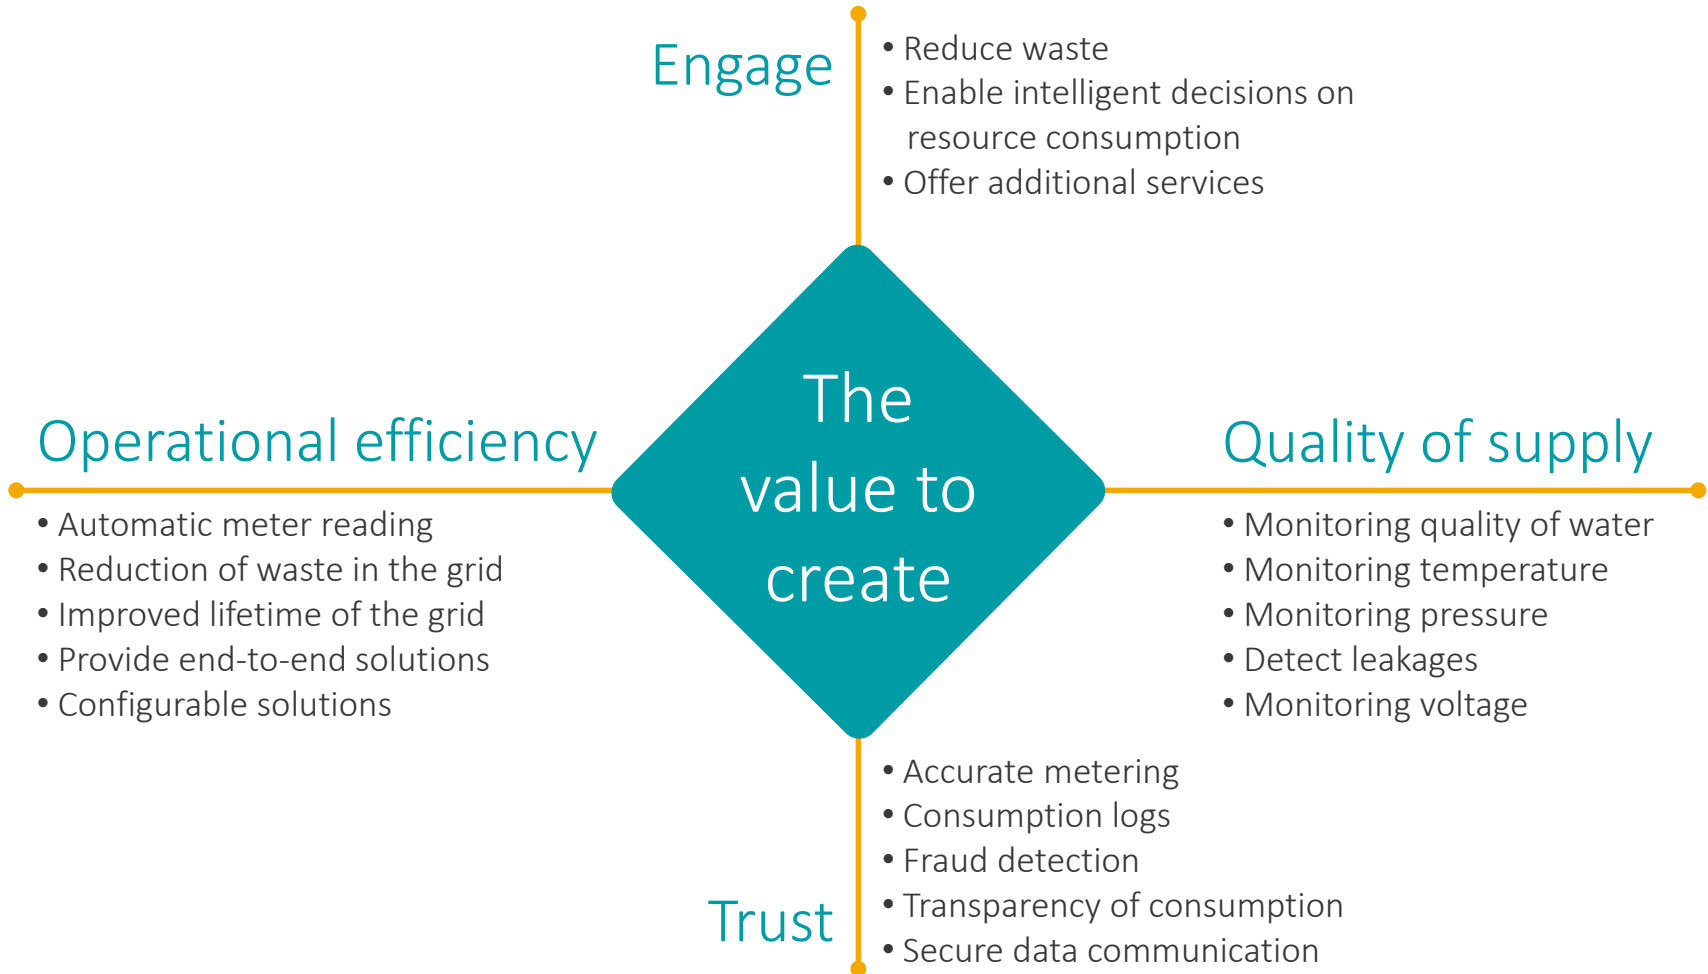 Engage
• Reduce waste
• Enable intelligent decisions on
resource consumption
• Offer additional services
The
value to
create
Operational efficiency
• Automatic meter reading
• Reduction of waste in the grid
• Improved lifetime of the grid
• Provide end-to-end solutions
• Configurable solutions
Quality of supply
• Monitoring quality of water
• Monitoring temperature
• Monitoring pressure
• Detect leakages
• Monitoring voltage
Trust
• Accurate metering
• Consumption logs
• Fraud detection
• Transparency of consumption
• Secure data communication